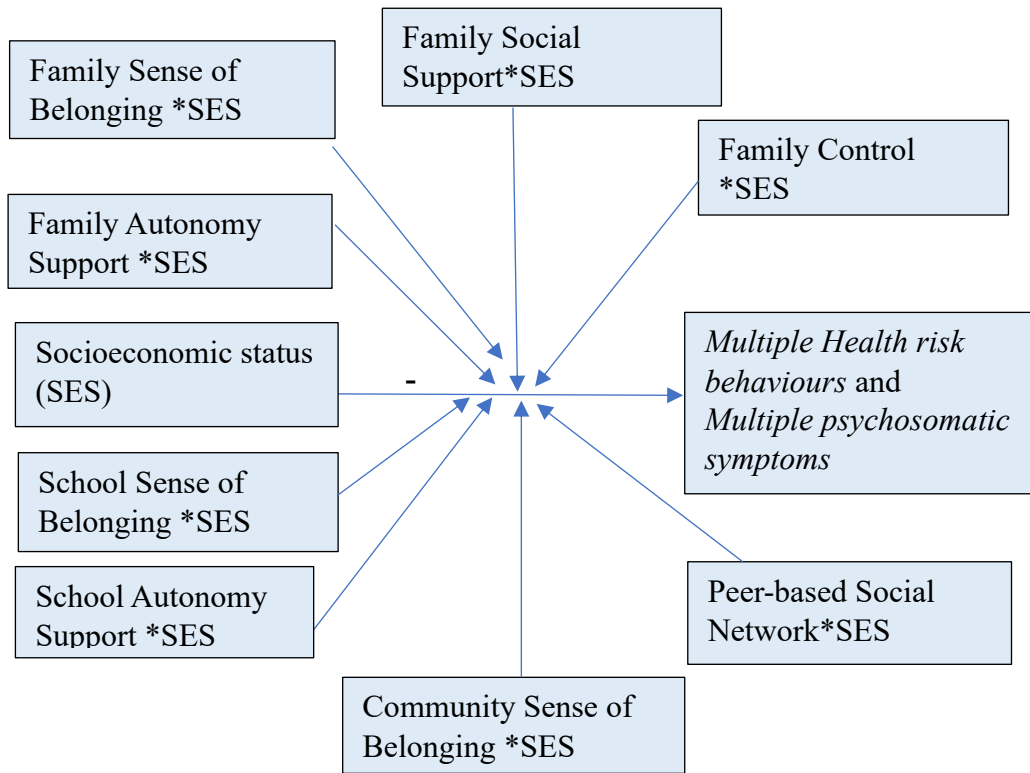 Family Social
Support*SES
Family Sense of
Belonging *SES
Family Control
*SES
Family Autonomy
Support *SES
Socioeconomic status
(SES)
-
Multiple Health risk
behaviours and
Multiple psychosomatic
symptoms
School Sense of
Belonging *SES
School Autonomy
Support *SES
Peer-based Social
Network*SES
Community Sense of
Belonging *SES